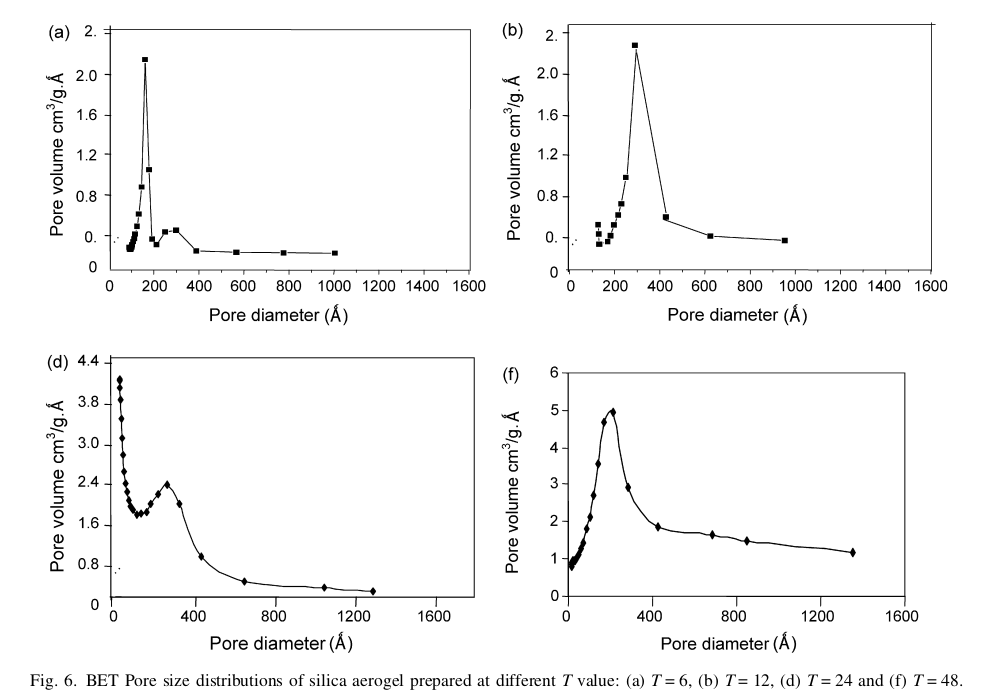 (a)
2.
2.0
1.6
1.2
0.8
0.
0
Pore volume cm³/g.Å
0 200 400 600 800 1000 1200 1400 1600
Pore diameter (Å)
(b)
2.
2.0
1.6
1.2
0.8
0.
0
Pore volume cm³/g.Å
0 200 400 600 800 1000 1200 1400 1600
Pore diameter (Å)
(d)
4.4
3.8
3.0
2.4
1.6
0.8
0
Pore volume cm³/g.Å
0 400 800 1200 1600
Pore diameter (Å)
(f)
6
5
4
3
2
1
0
Pore volume cm³/g.Å
0 400 800 1200 1600
Pore diameter (Å)
Fig. 6. BET Pore size distributions of silica aerogel prepared at different T value: (a) T = 6, (b) T = 12, (d) T = 24 and (f) T = 48.